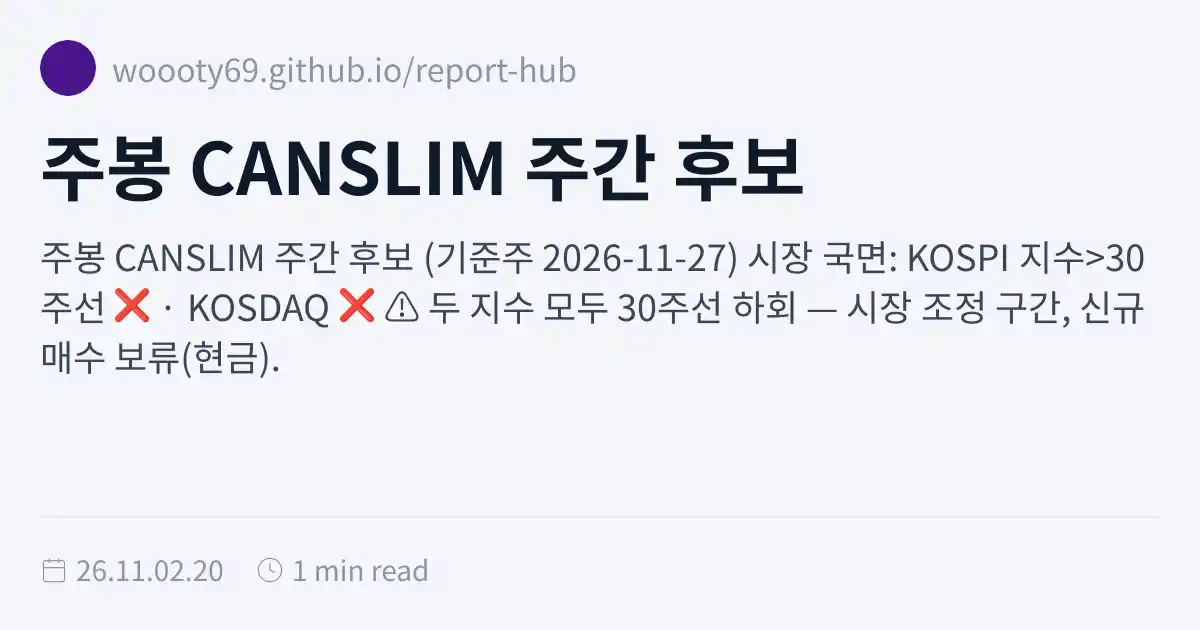 woooty69.github.io/report-hub
주봉 CANSLIM 주간 후보
주봉 CANSLIM 주간 후보 (기준주 2026-11-27) 시장 국면: KOSPI 지수>30
주선 ❌ · KOSDAQ ❌ ⚠ 두 지수 모두 30주선 하회 — 시장 조정 구간, 신규
매수 보류(현금).
26.11.02.20 1 min read